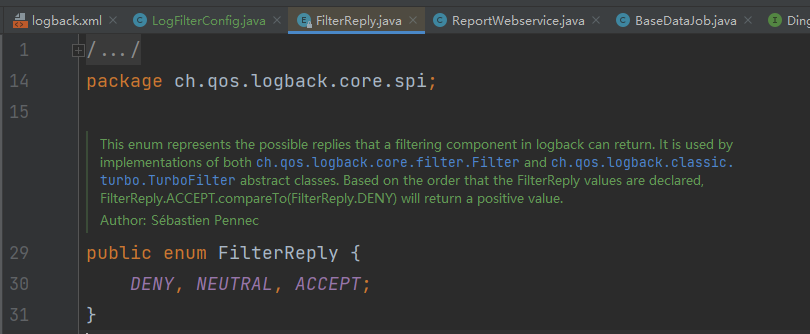 logback.xml LogFilterConfig.java FilterReply.java ReportWebservice.java BaseDataJob.java Ding
1 /.../
14 package ch.qos.logback.core.spi;
15
This enum represents the possible replies that a filtering component in logback can return. It is used by
implementations of both ch.qos.logback.core.filter.Filter and ch.qos.logback.classic.
turbo.TurboFilter abstract classes. Based on the order that the FilterReply values are declared,
FilterReply.ACCEPT.compareTo(FilterReply.DENY) will return a positive value.
Author: Sébastien Pennec
29 public enum FilterReply {
30 DENY, NEUTRAL, ACCEPT;
31 }